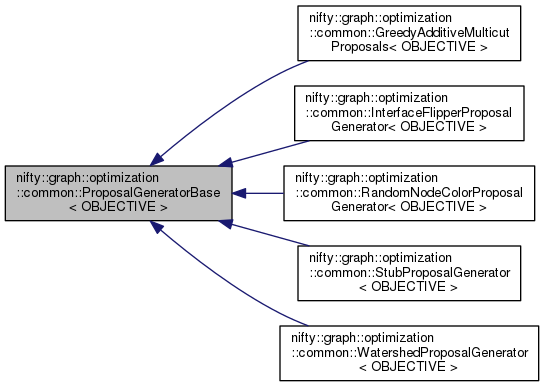 nifty::graph::optimization
::common::GreedyAdditiveMulticut
Proposals< OBJECTIVE >
nifty::graph::optimization
::common::InterfaceFlipperProposal
Generator< OBJECTIVE >
nifty::graph::optimization
::common::ProposalGeneratorBase
< OBJECTIVE >
nifty::graph::optimization
::common::RandomNodeColorProposal
Generator< OBJECTIVE >
nifty::graph::optimization
::common::StubProposalGenerator
< OBJECTIVE >
nifty::graph::optimization
::common::WatershedProposalGenerator
< OBJECTIVE >